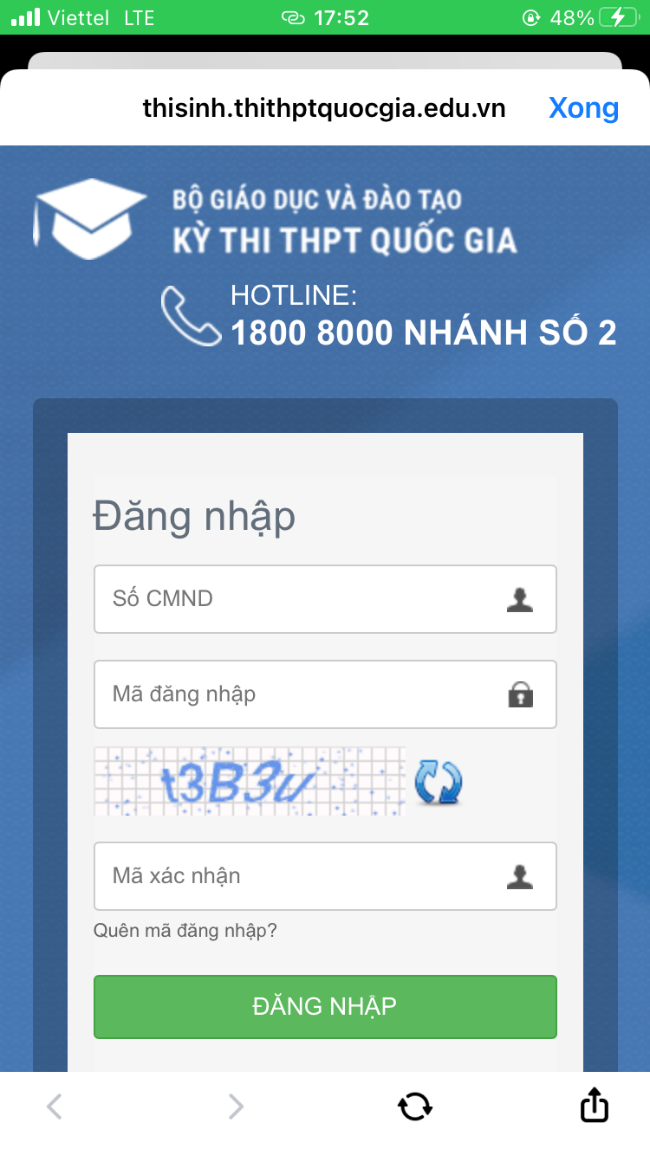 Viettel LTE 17:52 48%
thisinh.thithptquocgia.edu.vn Xong
BỘ GIÁO DỤC VÀ ĐÀO TẠO
KỲ THI THPT QUỐC GIA
HOTLINE:
1800 8000 NHÁNH SỐ 2
Đăng nhập
Số CMND
Mã đăng nhập
t3B3u
Mã xác nhận
Quên mã đăng nhập?
ĐĂNG NHẬP